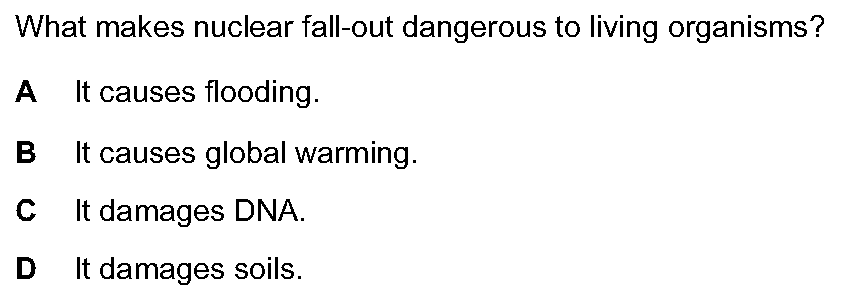 What makes nuclear fall-out dangerous to living organisms?
A It causes flooding.
B It causes global warming.
C It damages DNA.
D It damages soils.